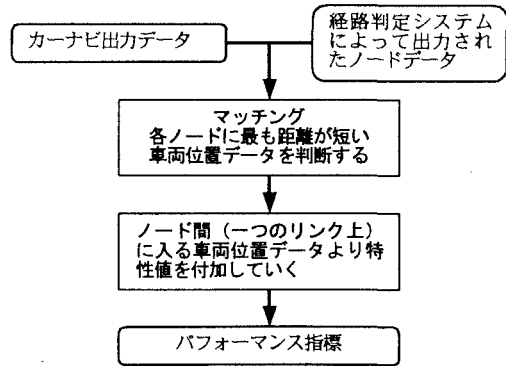 カーナビ出力データ
経路判定システム
によって出力され
たノードデータ
マッチング
各ノードに最も距離が短い
車両位置データを判断する
ノード間（一つのリンク上）
に入る車両位置データより特
性値を付加していく
パフォーマンス指標